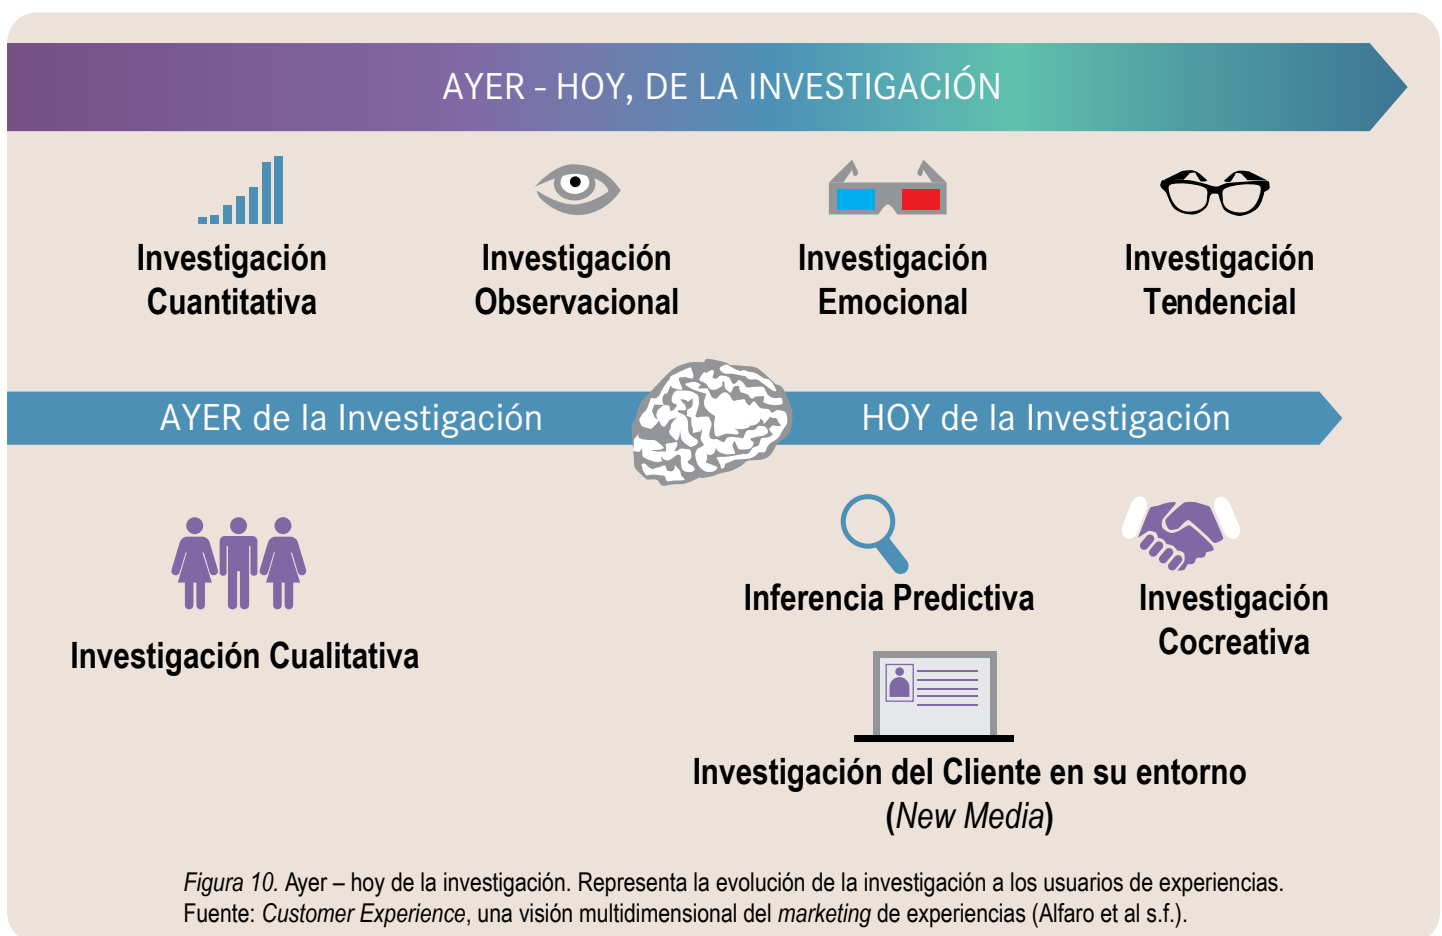 AYER - HOY, DE LA INVESTIGACIÓN
Investigación
Cuantitativa
Investigación
Observacional
Investigación
Emocional
Investigación
Tendencial
AYER de la Investigación
HOY de la Investigación
Investigación Cualitativa
Inferencia Predictiva
Investigación
Cocreativa
Investigación del Cliente en su entorno
(New Media)
Figura 10. Ayer – hoy de la investigación. Representa la evolución de la investigación a los usuarios de experiencias.
Fuente: Customer Experience, una visión multidimensional del marketing de experiencias (Alfaro et al s.f.).